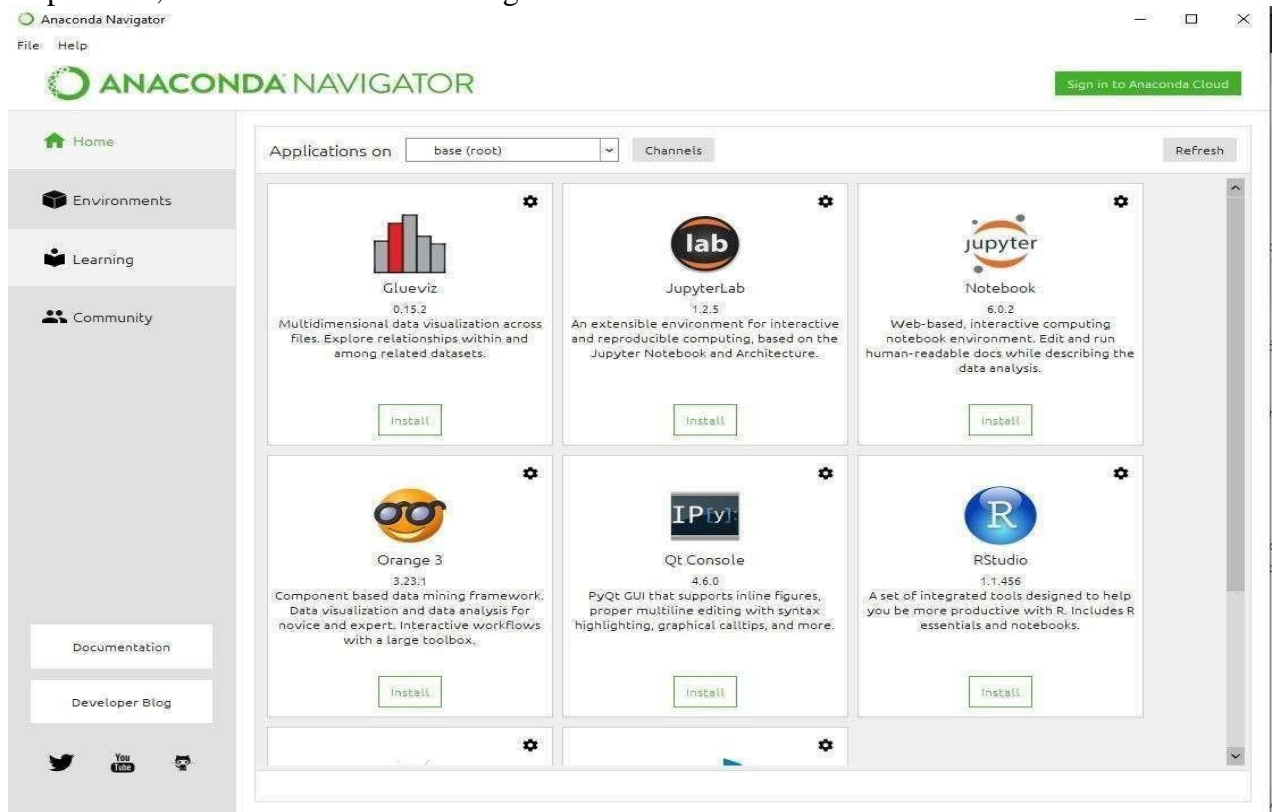 Anaconda Navigator
File Help
ANACONDA NAVIGATOR
Sign in to Anaconda Cloud
Home
Environments
Learning
Community
Documentation
Developer Blog
You
Tube
Applications on base (root) Channels Refresh
Glueviz
0.15.2
Multidimensional data visualization across
files. Explore relationships within and
among related datasets.
Install
lab
JupyterLab
1.2.5
An extensible environment for interactive
and reproducible computing, based on the
Jupyter Notebook and Architecture.
Install
jupyter
Notebook
6.0.2
Web-based, interactive computing
notebook environment. Edit and run
human-readable docs while describing the
data analysis.
Install
Orange 3
3.23.1
Component based data mining framework.
Data visualization and data analysis for
novice and expert. Interactive workflows
with a large toolbox.
Install
IP[y]:
Qt Console
4.6.0
PyQt GUI that supports inline figures,
proper multiline editing with syntax
highlighting, graphical calltips, and more.
Install
R
RStudio
1.1.456
A set of integrated tools designed to help
you be more productive with R. Includes R
essentials and notebooks.
Install